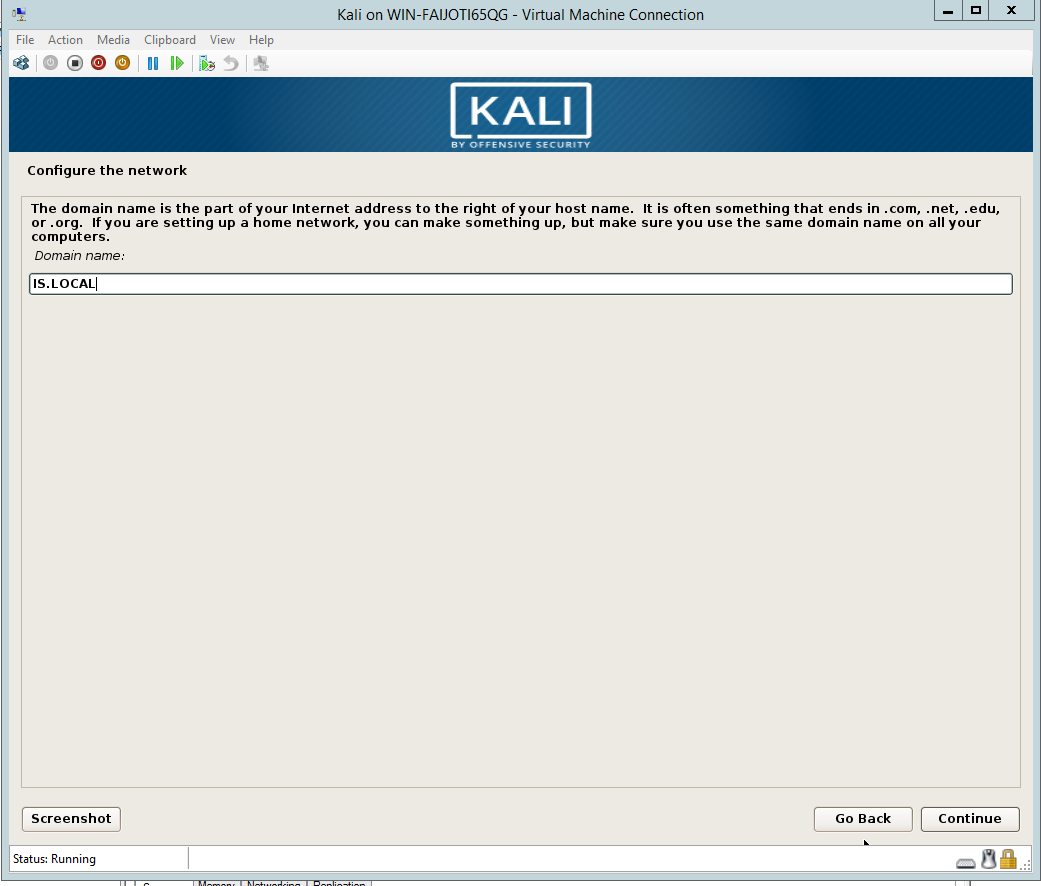 Kali on WIN-FAIJOTI65QG - Virtual Machine Connection
File Action Media Clipboard View Help
KALI
BY OFFENSIVE SECURITY
Configure the network
The domain name is the part of your Internet address to the right of your host name. It is often something that ends in .com, .net, .edu,
or .org. If you are setting up a home network, you can make something up, but make sure you use the same domain name on all your
computers.
Domain name:
IS.LOCAL
Screenshot
Go Back
Continue
Status: Running
Memory Networking Replication